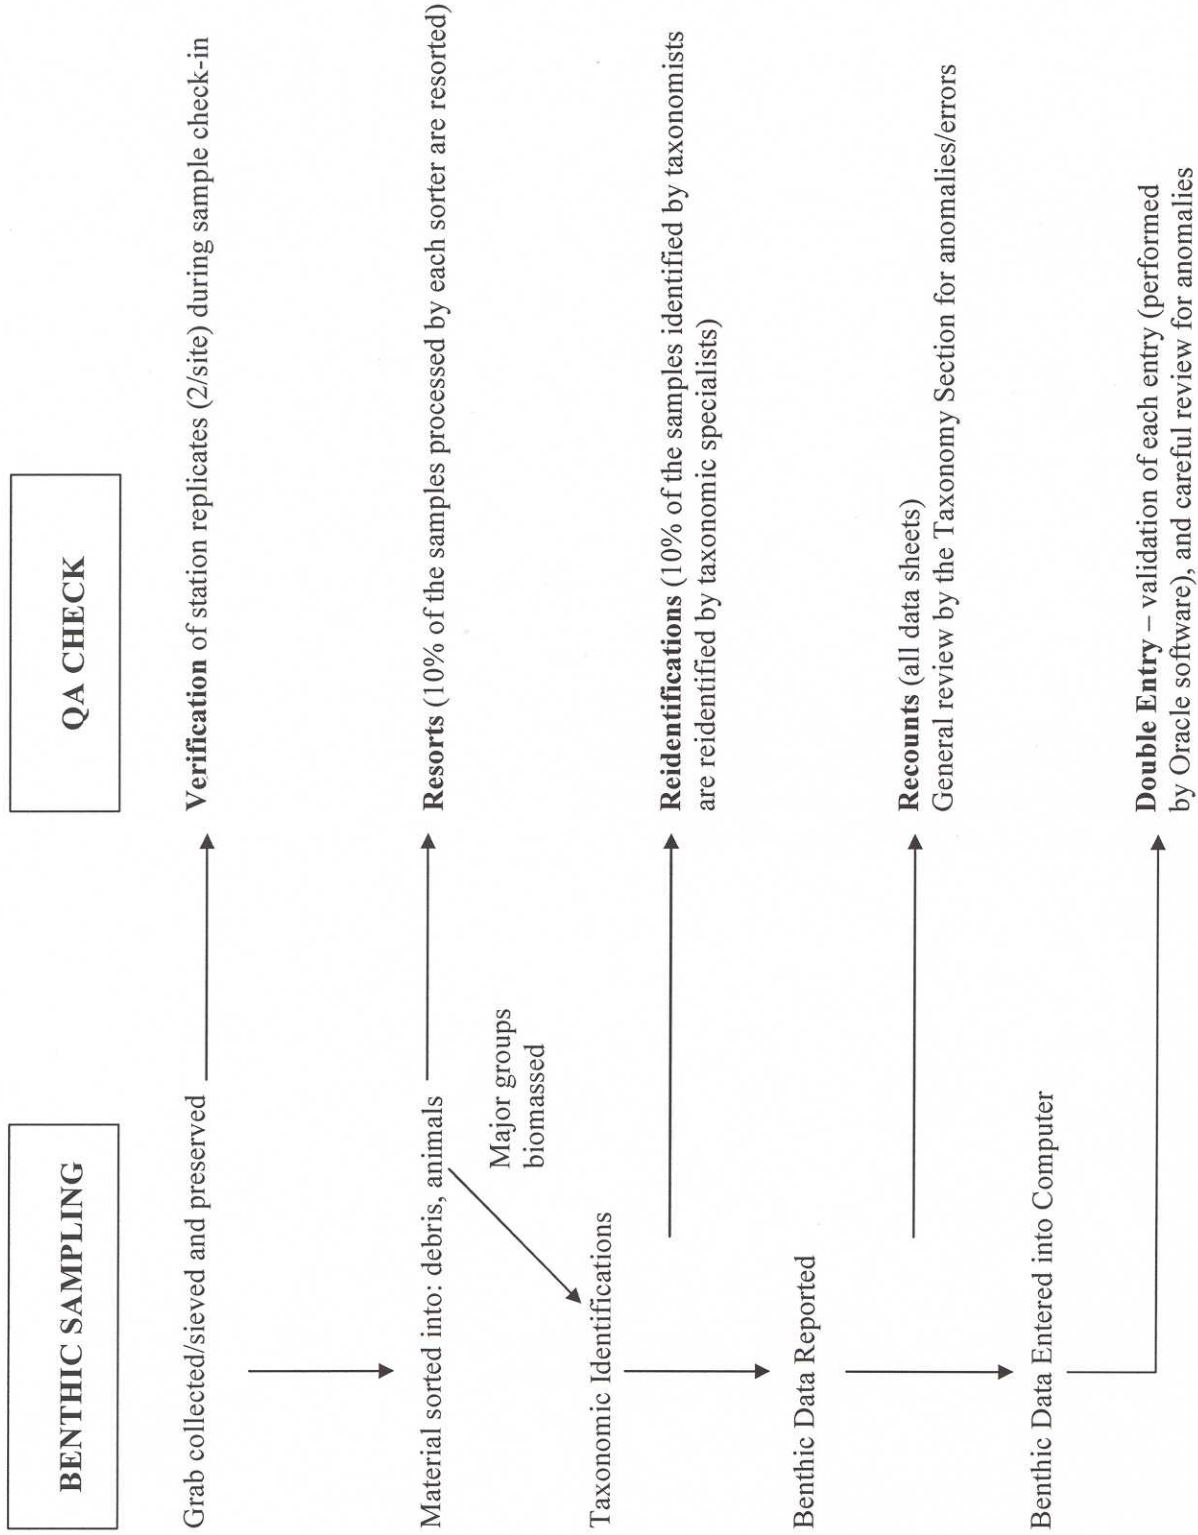 BENTHIC SAMPLING
QA CHECK
Grab collected/sieved and preserved
Verification of station replicates (2/site) during sample check-in
Material sorted into: debris, animals
Resorts (10% of the samples processed by each sorter are resorted)
Major groups
biomassed
Taxonomic Identifications
Reidentifications (10% of the samples identified by taxonomists
are reidentified by taxonomic specialists)
Benthic Data Reported
Recounts (all data sheets)
General review by the Taxonomy Section for anomalies/errors
Benthic Data Entered into Computer
Double Entry – validation of each entry (performed
by Oracle software), and careful review for anomalies